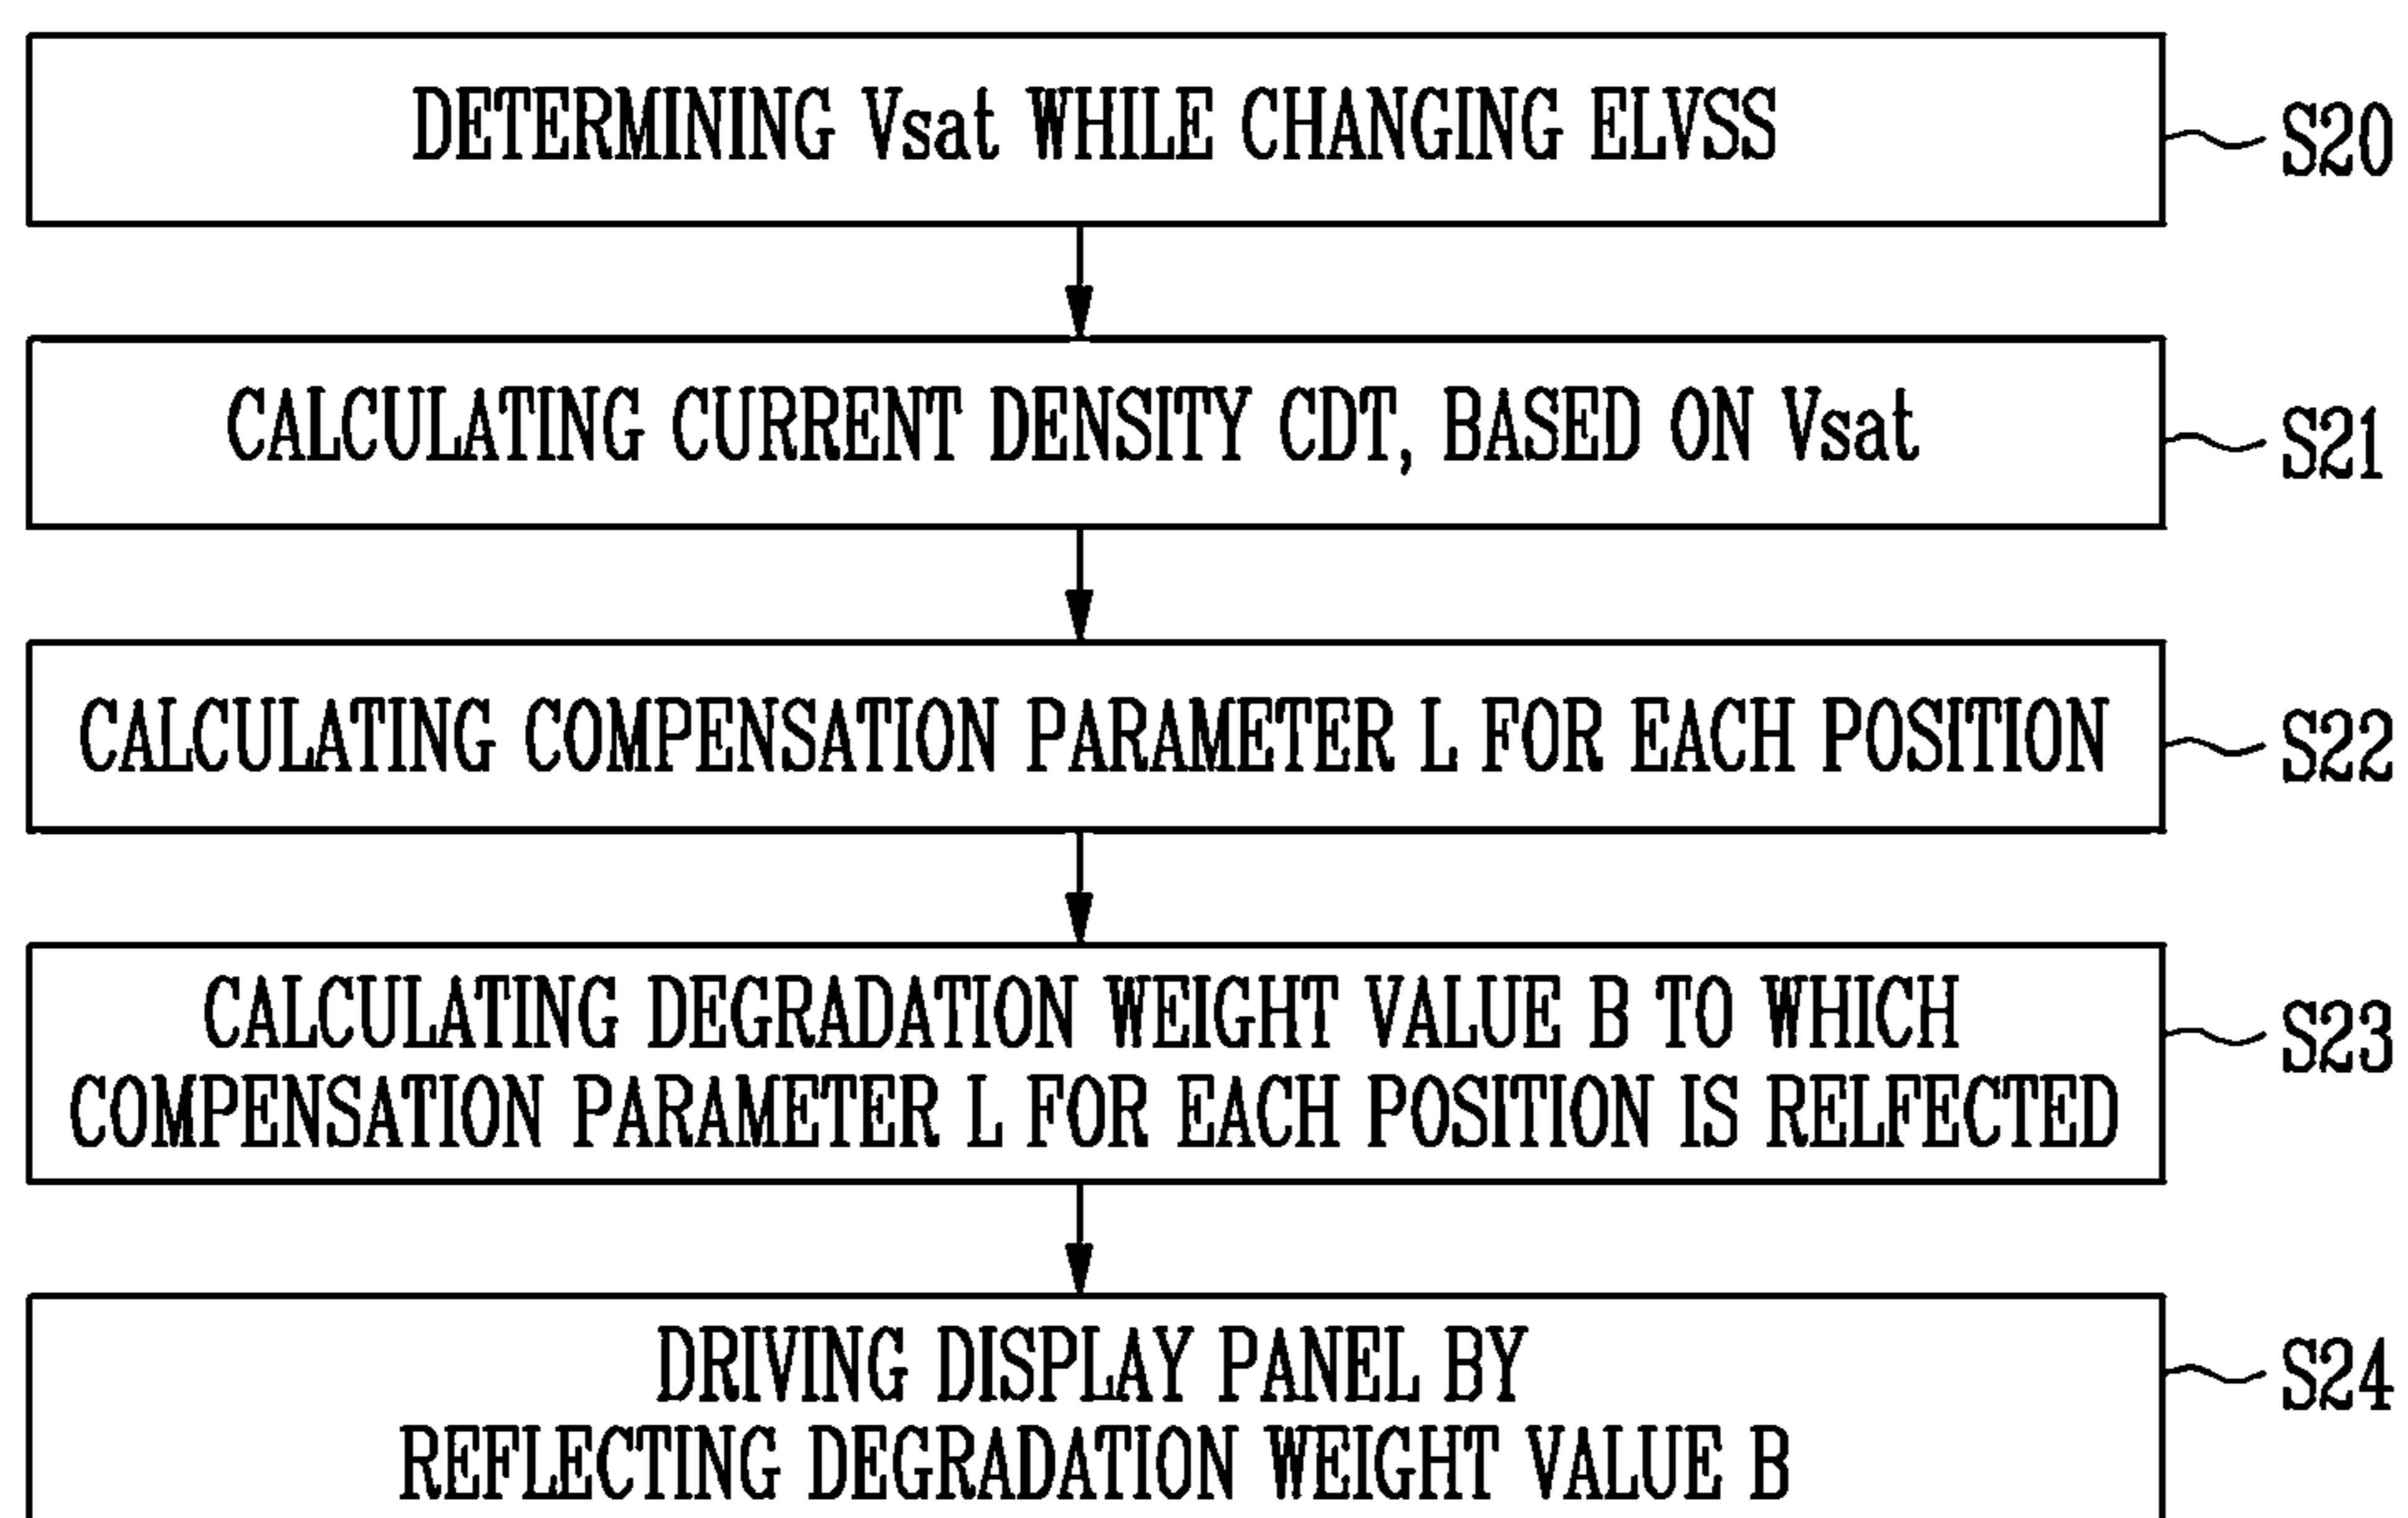 DETERMINING Vsat WHILE CHANGING ELVSS
S20
CALCULATING CURRENT DENSITY CDT, BASED ON Vsat
S21
CALCULATING COMPENSATION PARAMETER L FOR EACH POSITION
S22
CALCULATING DEGRADATION WEIGHT VALUE B TO WHICH
COMPENSATION PARAMETER L FOR EACH POSITION IS RELFECTED
S23
DRIVING DISPLAY PANEL BY
REFLECTING DEGRADATION WEIGHT VALUE B
S24